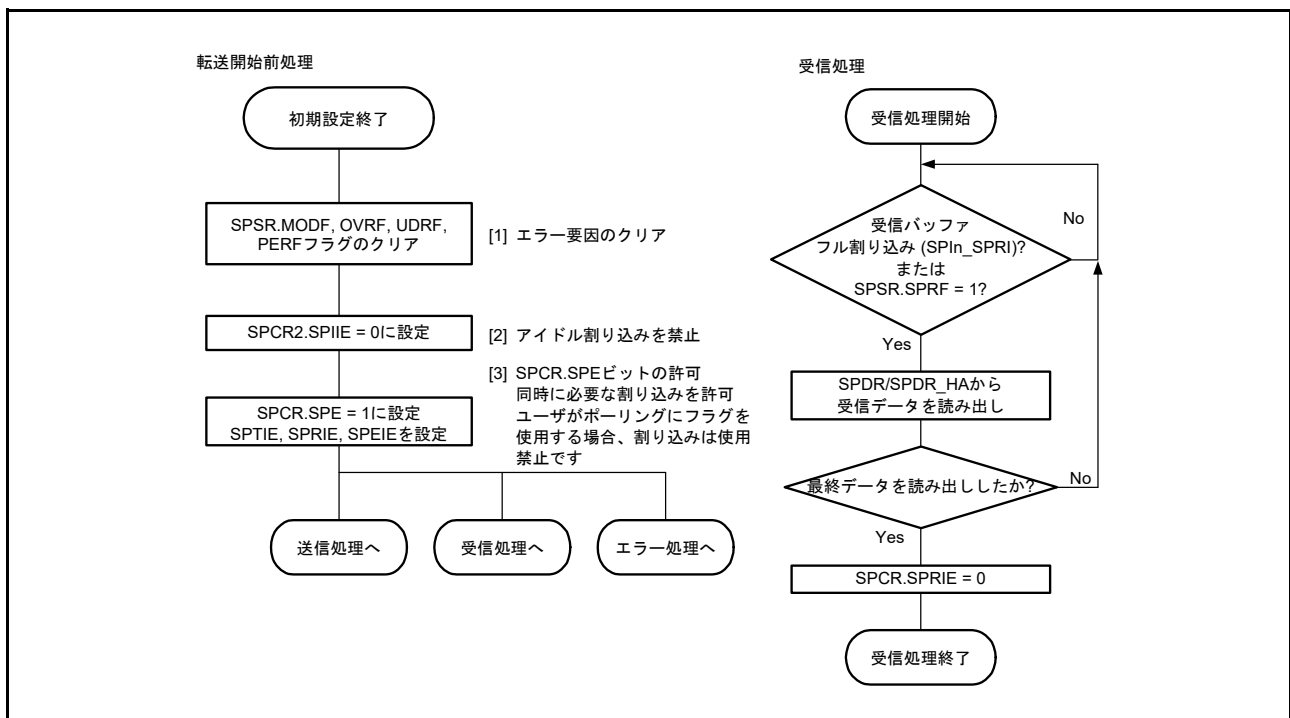 転送開始前処理
初期設定終了
SPSR.MODF, OVRF, UDRF,
PERFフラグのクリア
[1] エラー要因のクリア
SPCR2.SPIIE = 0に設定
[2] アイドル割り込みを禁止
SPCR.SPE = 1に設定
SPTIE, SPRIE, SPEIEを設定
[3] SPCR.SPEビットの許可
同時に必要な割り込みを許可
ユーザがポーリングにフラグを
使用する場合、割り込みは使用
禁止です
送信処理へ
受信処理へ
エラー処理へ
受信処理
受信処理開始
受信バッファ
フル割り込み (SPIn_SPRI)?
または
SPSR.SPRF = 1?
No
Yes
SPDR/SPDR_HAから
受信データを読み出し
最終データを読み出ししたか?
No
Yes
SPCR.SPRIE = 0
受信処理終了